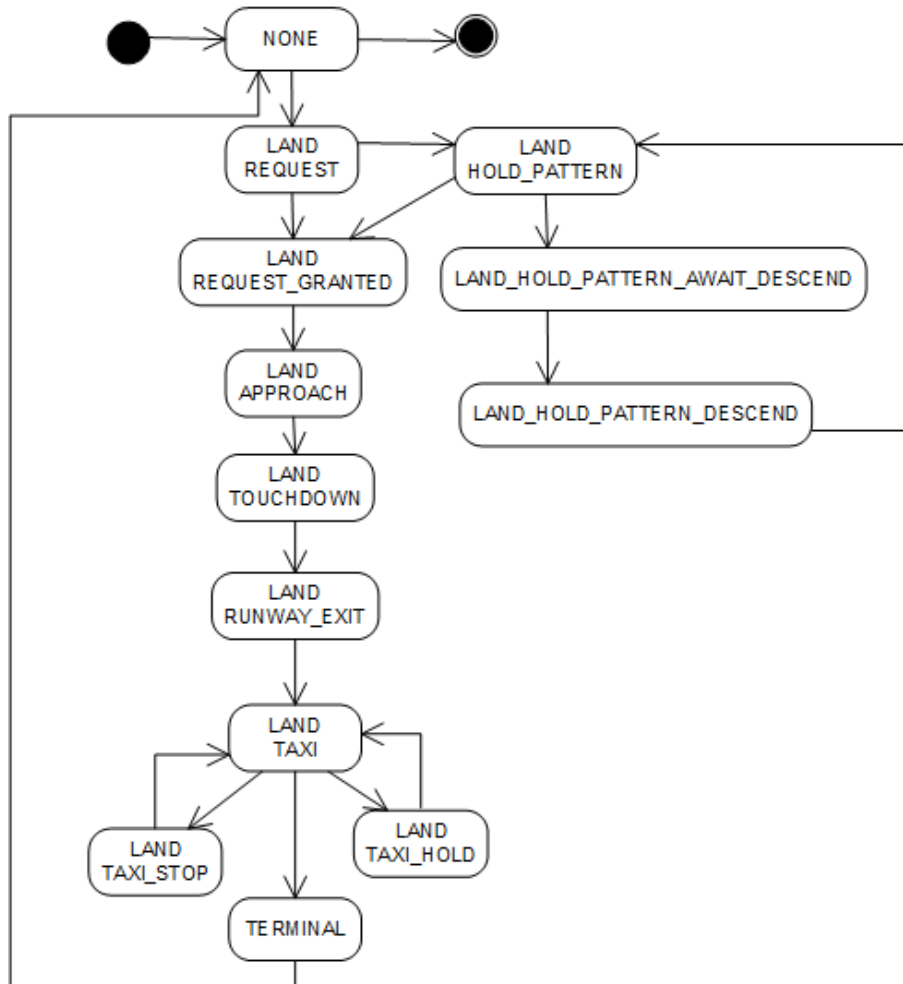 NONE
LAND
REQUEST
LAND
HOLD_PATTERN
LAND
REQUEST_GRANTED
LAND_HOLD_PATTERN_AWAIT_DESCEND
LAND
APPROACH
LAND_HOLD_PATTERN_DESCEND
LAND
TOUCHDOWN
LAND
RUNWAY_EXIT
LAND
TAXI
LAND
TAXI_STOP
LAND
TAXI_HOLD
TERMINAL